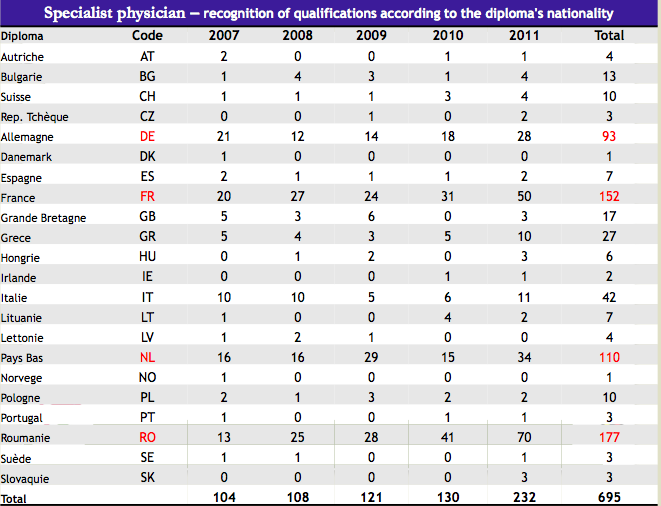 Specialist physician – recognition of qualifications according to the diploma's nationality
Diploma Code 2007 2008 2009 2010 2011 Total
Autriche AT 2 0 0 1 1 4
Bulgarie BG 1 4 3 1 4 13
Suisse CH 1 1 1 3 4 10
Rep. Tchèque CZ 0 0 1 0 2 3
Allemagne DE 21 12 14 18 28 93
Danemark DK 1 0 0 0 0 1
Espagne ES 2 1 1 1 2 7
France FR 20 27 24 31 50 152
Grande Bretagne GB 5 3 6 0 3 17
Grece GR 5 4 3 5 10 27
Hongrie HU 0 1 2 0 3 6
Irlande IE 0 0 0 1 1 2
Italie IT 10 10 5 6 11 42
Lituanie LT 1 0 0 4 2 7
Lettonie LV 1 2 1 0 0 4
Pays Bas NL 16 16 29 15 34 110
Norvege NO 1 0 0 0 0 1
Pologne PL 2 1 3 2 2 10
Portugal PT 1 0 0 1 1 3
Roumanie RO 13 25 28 41 70 177
Suède SE 1 1 0 0 1 3
Slovaquie SK 0 0 0 0 3 3
Total 104 108 121 130 232 695